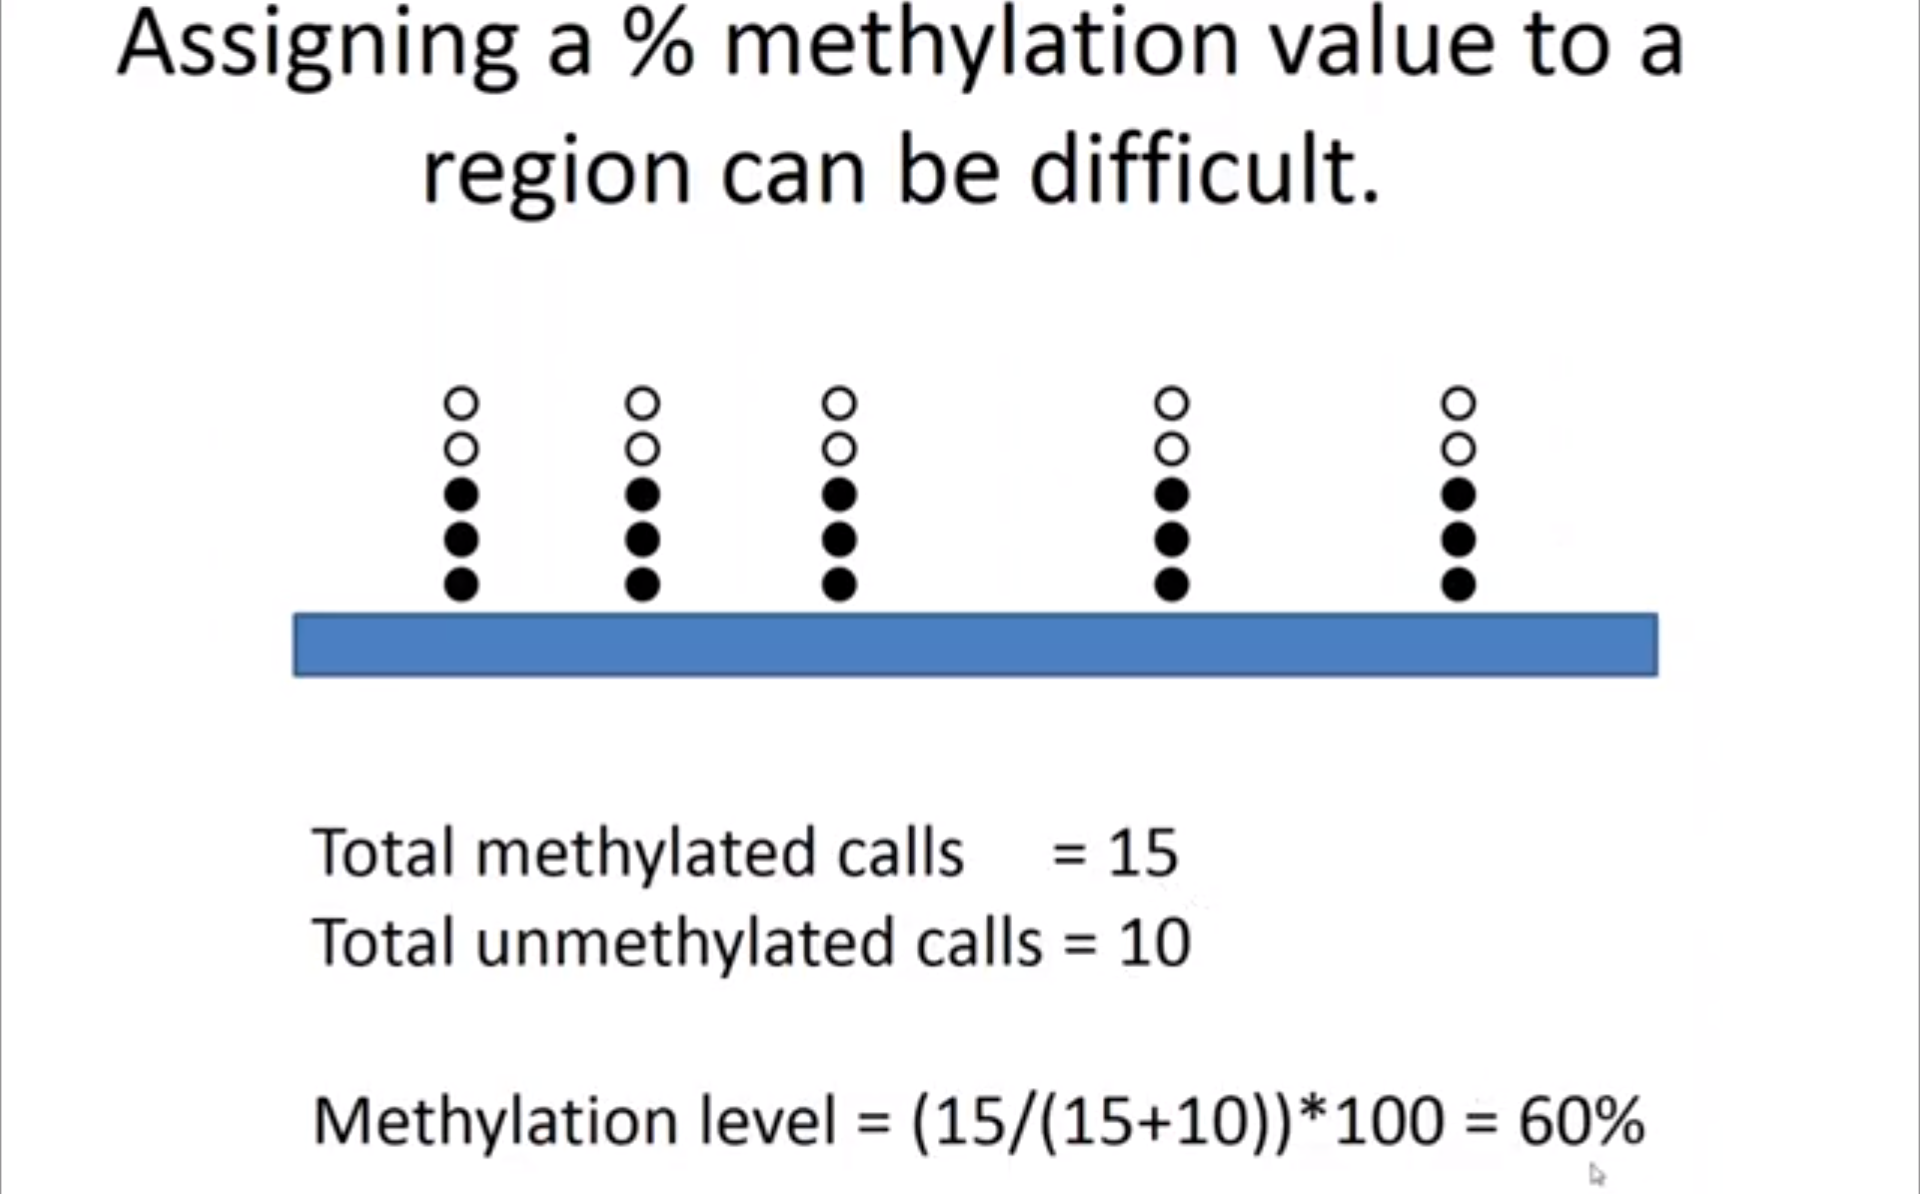 Assigning a % methylation value to a
region can be difficult.
Total methylated calls = 15
Total unmethylated calls = 10
Methylation level = (15/(15+10))*100 = 60%